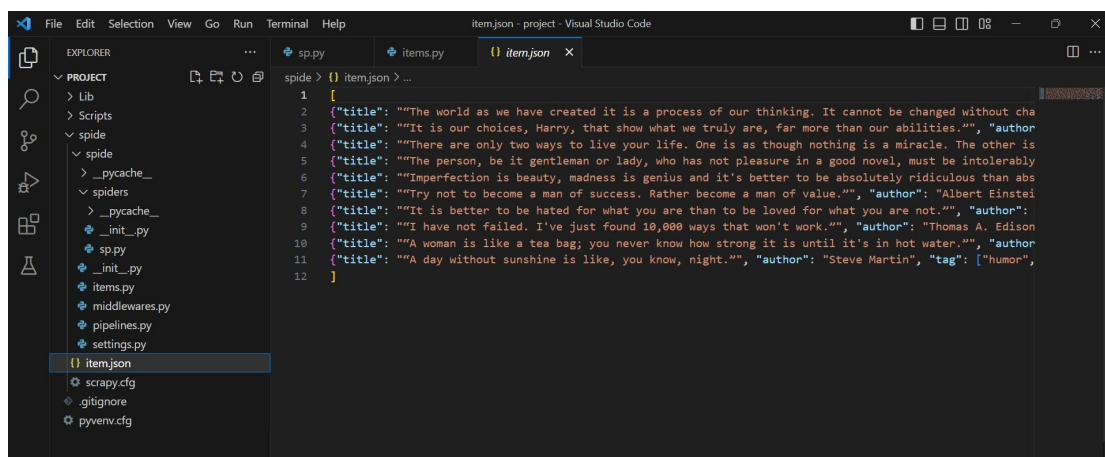 File Edit Selection View Go Run Terminal Help item.json - project - Visual Studio Code
EXPLORER ... sp.py items.py {} item.json ×
PROJECT spide > {} item.json > ...
> Lib
> Scripts
spide
spide
> __pycache__
spiders
> __pycache__
__init__.py
sp.py
__init__.py
items.py
middlewares.py
pipelines.py
settings.py
{} item.json
scrapy.cfg
.gitignore
pyvenv.cfg
1 [
2 {"title": "“The world as we have created it is a process of our thinking. It cannot be changed without cha
3 {"title": "“It is our choices, Harry, that show what we truly are, far more than our abilities.”", "author
4 {"title": "“There are only two ways to live your life. One is as though nothing is a miracle. The other is
5 {"title": "“The person, be it gentleman or lady, who has not pleasure in a good novel, must be intolerably
6 {"title": "“Imperfection is beauty, madness is genius and it's better to be absolutely ridiculous than abs
7 {"title": "“Try not to become a man of success. Rather become a man of value.”", "author": "Albert Einstei
8 {"title": "“It is better to be hated for what you are than to be loved for what you are not.”", "author":
9 {"title": "“I have not failed. I've just found 10,000 ways that won't work.”", "author": "Thomas A. Edison
10 {"title": "“A woman is like a tea bag; you never know how strong it is until it's in hot water.”", "author
11 {"title": "“A day without sunshine is like, you know, night.”", "author": "Steve Martin", "tag": ["humor",
12 ]